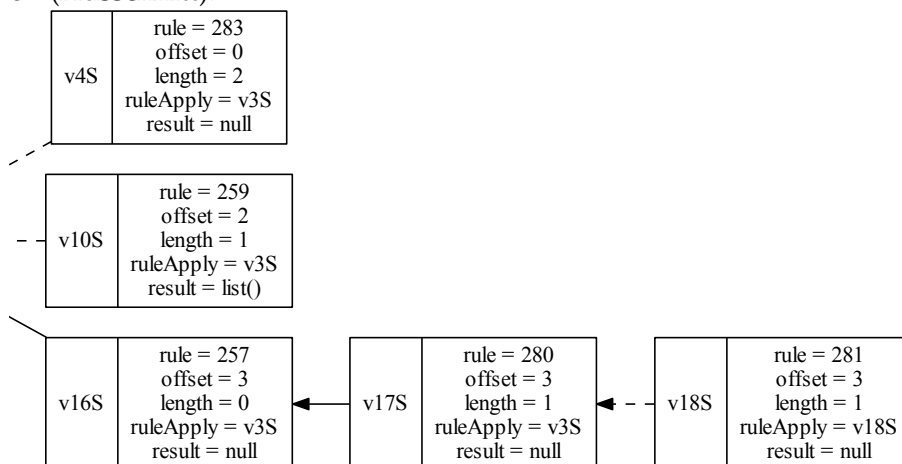 rule = 283
offset = 0
v4S
length = 2
ruleApply = v3S
result = null
rule = 259
offset = 2
v10S
length = 1
ruleApply = v3S
result = list()
rule = 257
offset = 3
v16S
length = 0
ruleApply = v3S
result = null
rule = 280
offset = 3
v17S
length = 1
ruleApply = v3S
result = null
rule = 281
offset = 3
v18S
length = 1
ruleApply = v18S
result = null